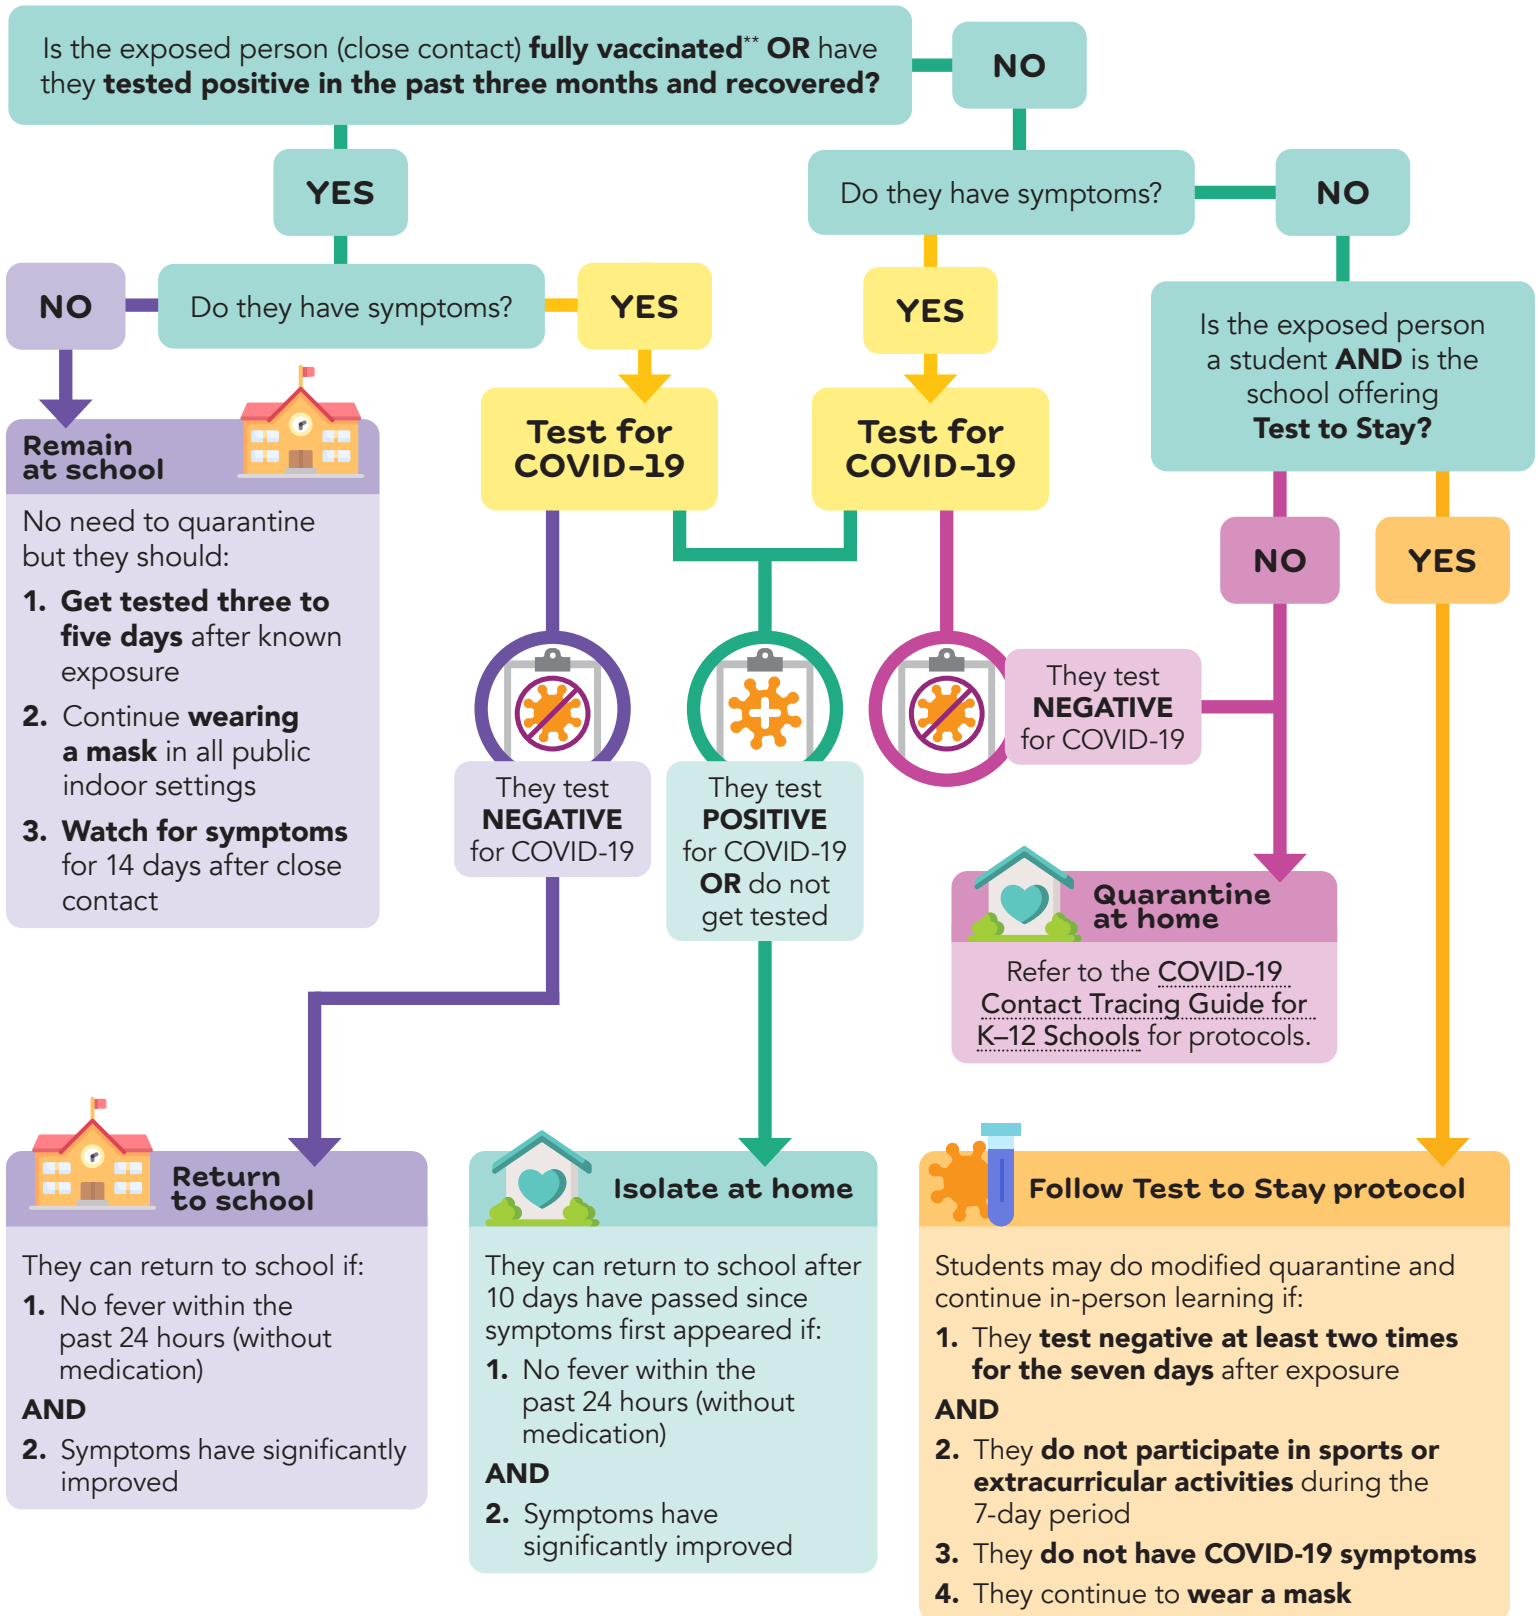 Is the exposed person (close contact) fully vaccinated** OR have
they tested positive in the past three months and recovered?
NO
YES
Do they have symptoms?
NO
NO
Do they have symptoms?
YES
YES
Is the exposed person
a student AND is the
school offering
Test to Stay?
Remain
at school
No need to quarantine
but they should:
1. Get tested three to
five days after known
exposure
2. Continue wearing
a mask in all public
indoor settings
3. Watch for symptoms
for 14 days after close
contact
Test for
COVID-19
Test for
COVID-19
NO
YES
They test
NEGATIVE
for COVID-19
They test
POSITIVE
for COVID-19
OR do not
get tested
They test
NEGATIVE
for COVID-19
Quarantine
at home
Refer to the COVID-19
Contact Tracing Guide for
K–12 Schools for protocols.
Return
to school
They can return to school if:
1. No fever within the
past 24 hours (without
medication)
AND
2. Symptoms have significantly
improved
Isolate at home
They can return to school after
10 days have passed since
symptoms first appeared if:
1. No fever within the
past 24 hours (without
medication)
AND
2. Symptoms have
significantly improved
Follow Test to Stay protocol
Students may do modified quarantine and
continue in-person learning if:
1. They test negative at least two times
for the seven days after exposure
AND
2. They do not participate in sports or
extracurricular activities during the
7-day period
3. They do not have COVID-19 symptoms
4. They continue to wear a mask